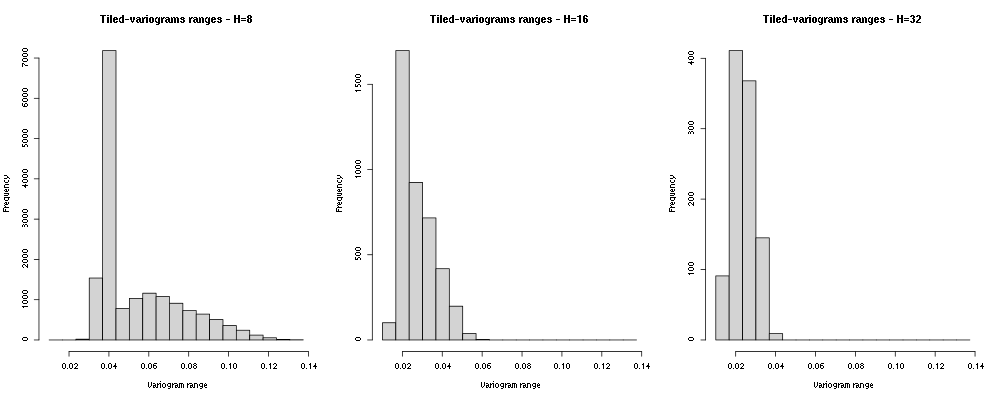 Tiled-variograms ranges - H=8
Frequency
7000
6000
5000
4000
3000
2000
1000
0
0.02 0.04 0.06 0.08 0.10 0.12 0.14
Variogram range
Tiled-variograms ranges - H=16
Frequency
1500
1000
500
0
0.02 0.04 0.06 0.08 0.10 0.12 0.14
Variogram range
Tiled-variograms ranges - H=32
Frequency
400
300
200
100
0
0.02 0.04 0.06 0.08 0.10 0.12 0.14
Variogram range